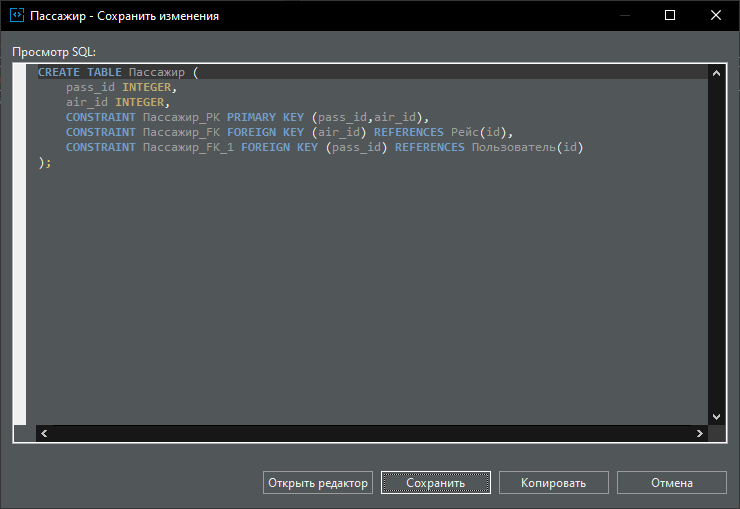 Пассажир - Сохранить изменения
Просмотр SQL:
CREATE TABLE Пассажир (
    pass_id INTEGER,
    air_id INTEGER,
    CONSTRAINT Пассажир_PK PRIMARY KEY (pass_id,air_id),
    CONSTRAINT Пассажир_FK FOREIGN KEY (air_id) REFERENCES Рейс(id),
    CONSTRAINT Пассажир_FK_1 FOREIGN KEY (pass_id) REFERENCES Пользователь(id)
);
Открыть редактор Сохранить Копировать Отмена